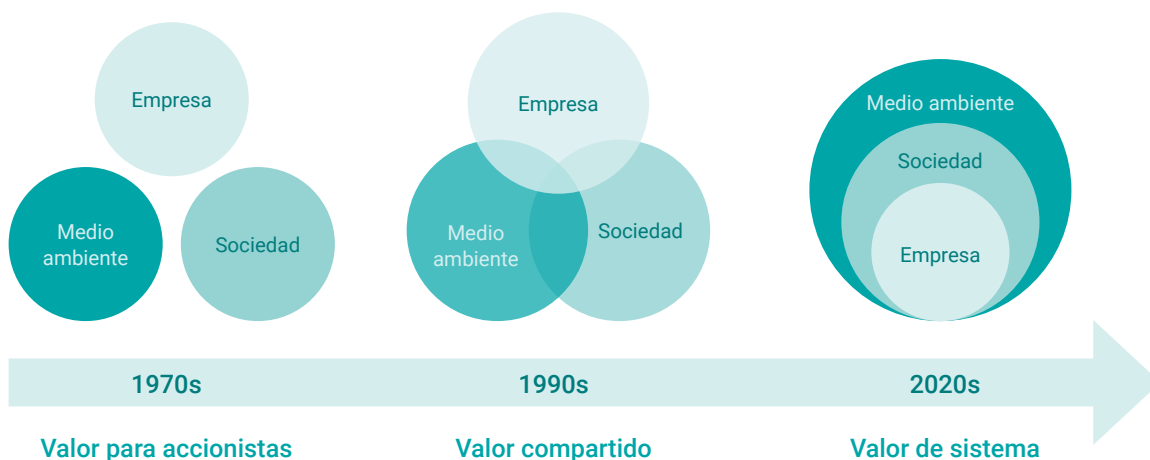 Empresa
Medio
ambiente
Sociedad
Empresa
Medio
ambiente
Sociedad
Medio ambiente
Sociedad
Empresa
1970s
1990s
2020s
Valor para accionistas
Valor compartido
Valor de sistema